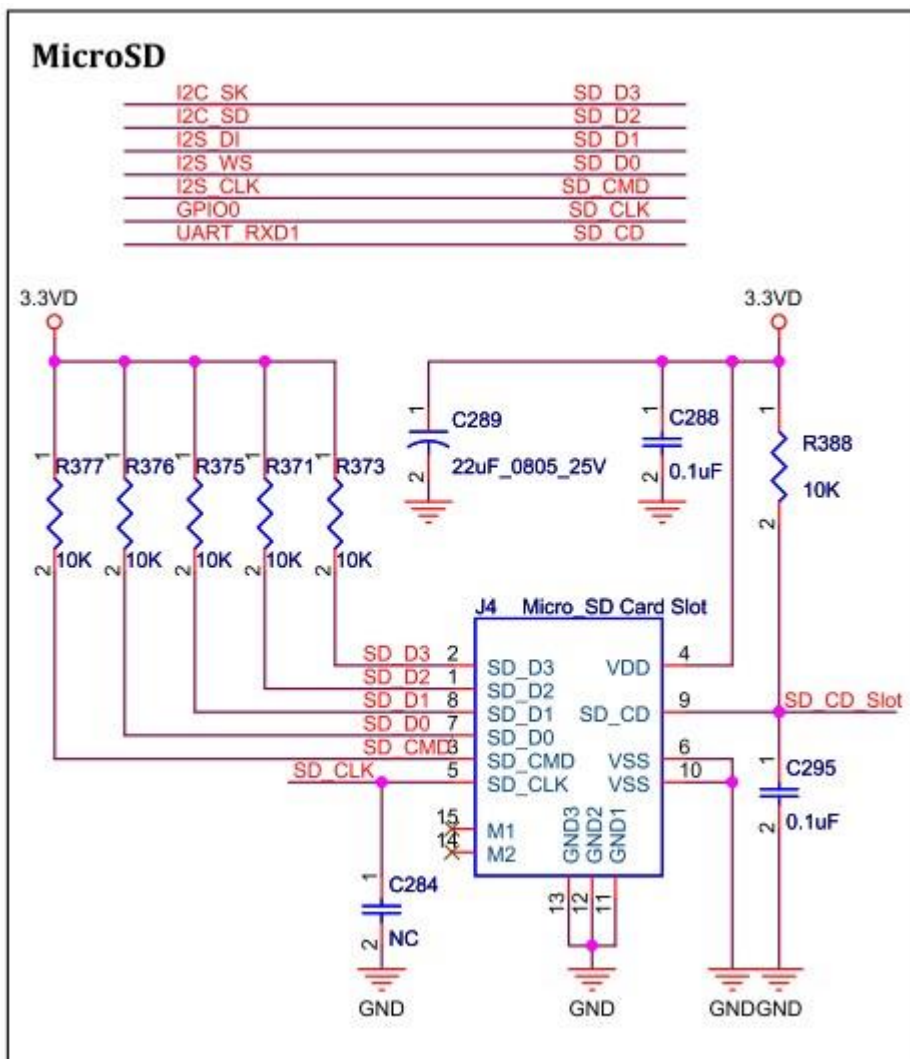 MicroSD
I2C_SK SD_D3
I2C_SD SD_D2
I2S_DI SD_D1
I2S_WS SD_D0
I2S_CLK SD_CMD
GPIO0 SD_CLK
UART_RXD1 SD_CD
3.3VD 3.3VD
1 C289 1 C288 1
R388
1 R377 1 R376 1 R375 1 R371 1 R373 2 22uF_0805_25V 2 0.1uF 10K
2
2 10K 2 10K 2 10K 2 10K 2 10K
J4 Micro_SD Card Slot
SD_D3 2 SD_D3 VDD 4
SD_D2 1 SD_D2
SD_D1 8 SD_D1 SD_CD 9 SD_CD_Slot
SD_D0 7 SD_D0
SD_CMD 3 SD_CMD VSS 6
SD_CLK 5 SD_CLK VSS 10
1 C295
15 M1 GND3 GND2 GND1 2 0.1uF
14 M2
1 C284 13 12 11
2 NC
GND GND GND GND